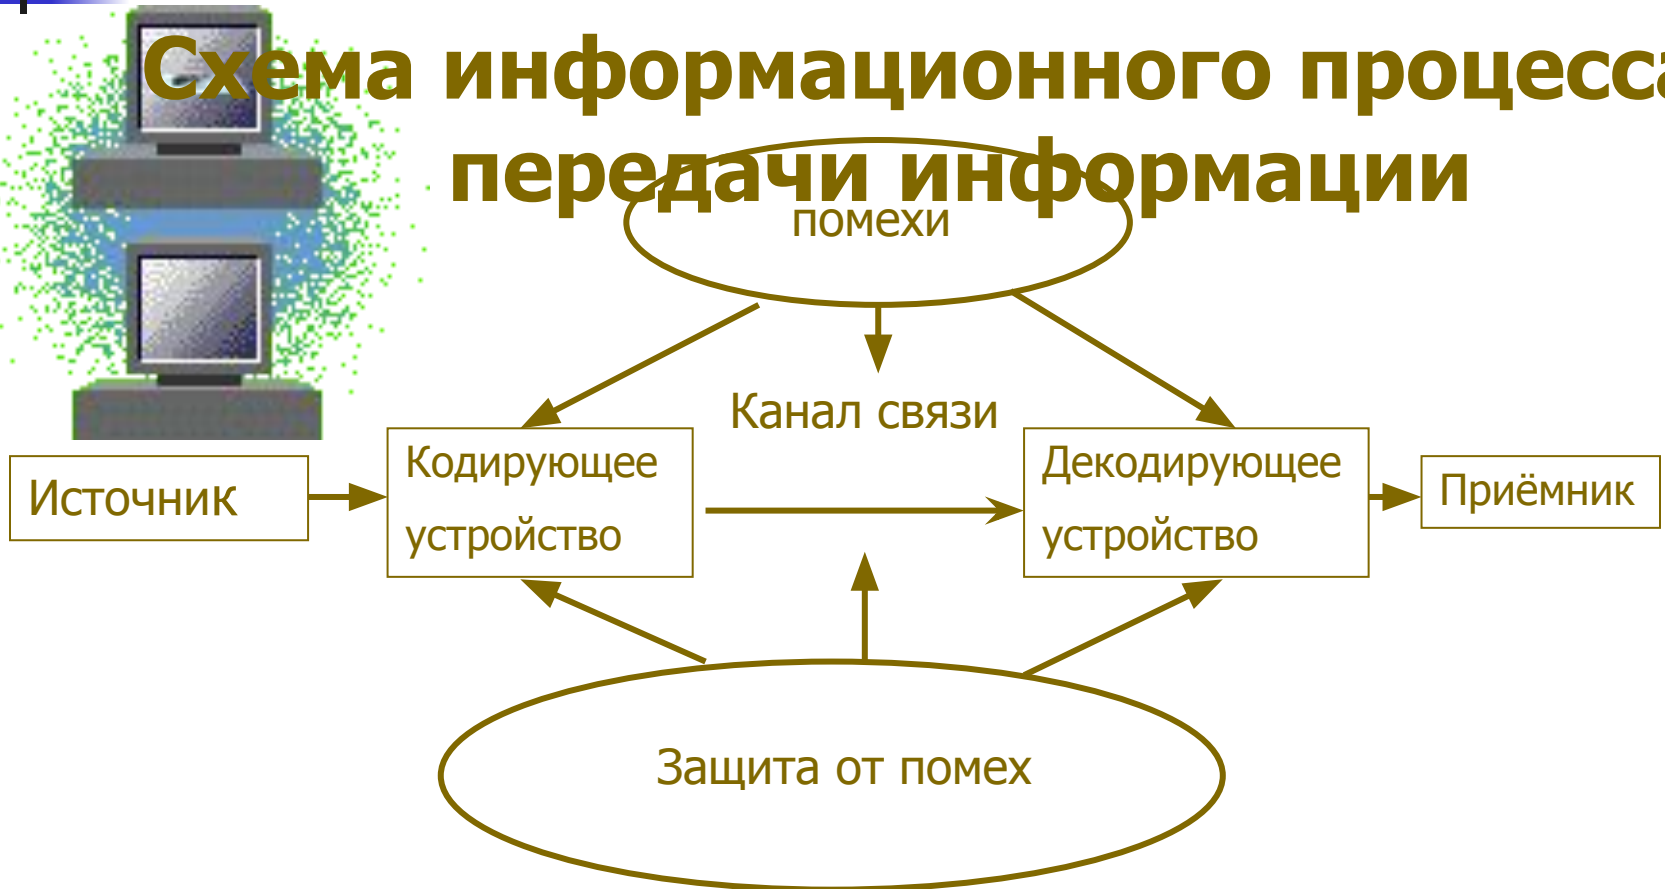 Схема информационного процесса
передачи информации
помехи
Канал связи
Источник
Кодирующее
устройство
Декодирующее
устройство
Приёмник
Защита от помех